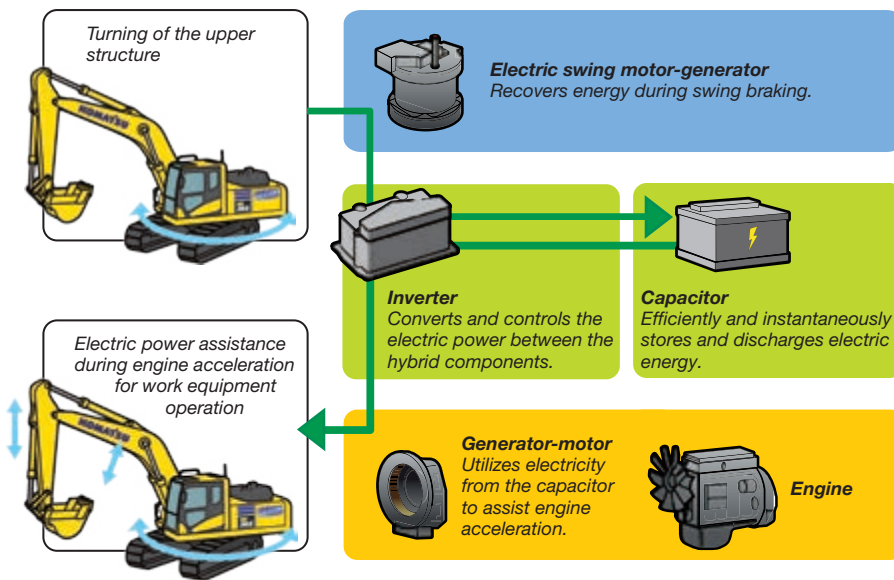 Turning of the upper
structure
KOMATSU
Electric swing motor-generator
Recovers energy during swing braking.
Inverter
Converts and controls the
electric power between the
hybrid components.
Capacitor
Efficiently and instantaneously
stores and discharges electric
energy.
Electric power assistance
during engine acceleration
for work equipment
operation
KOMATSU
Generator-motor
Utilizes electricity
from the capacitor
to assist engine
acceleration.
Engine